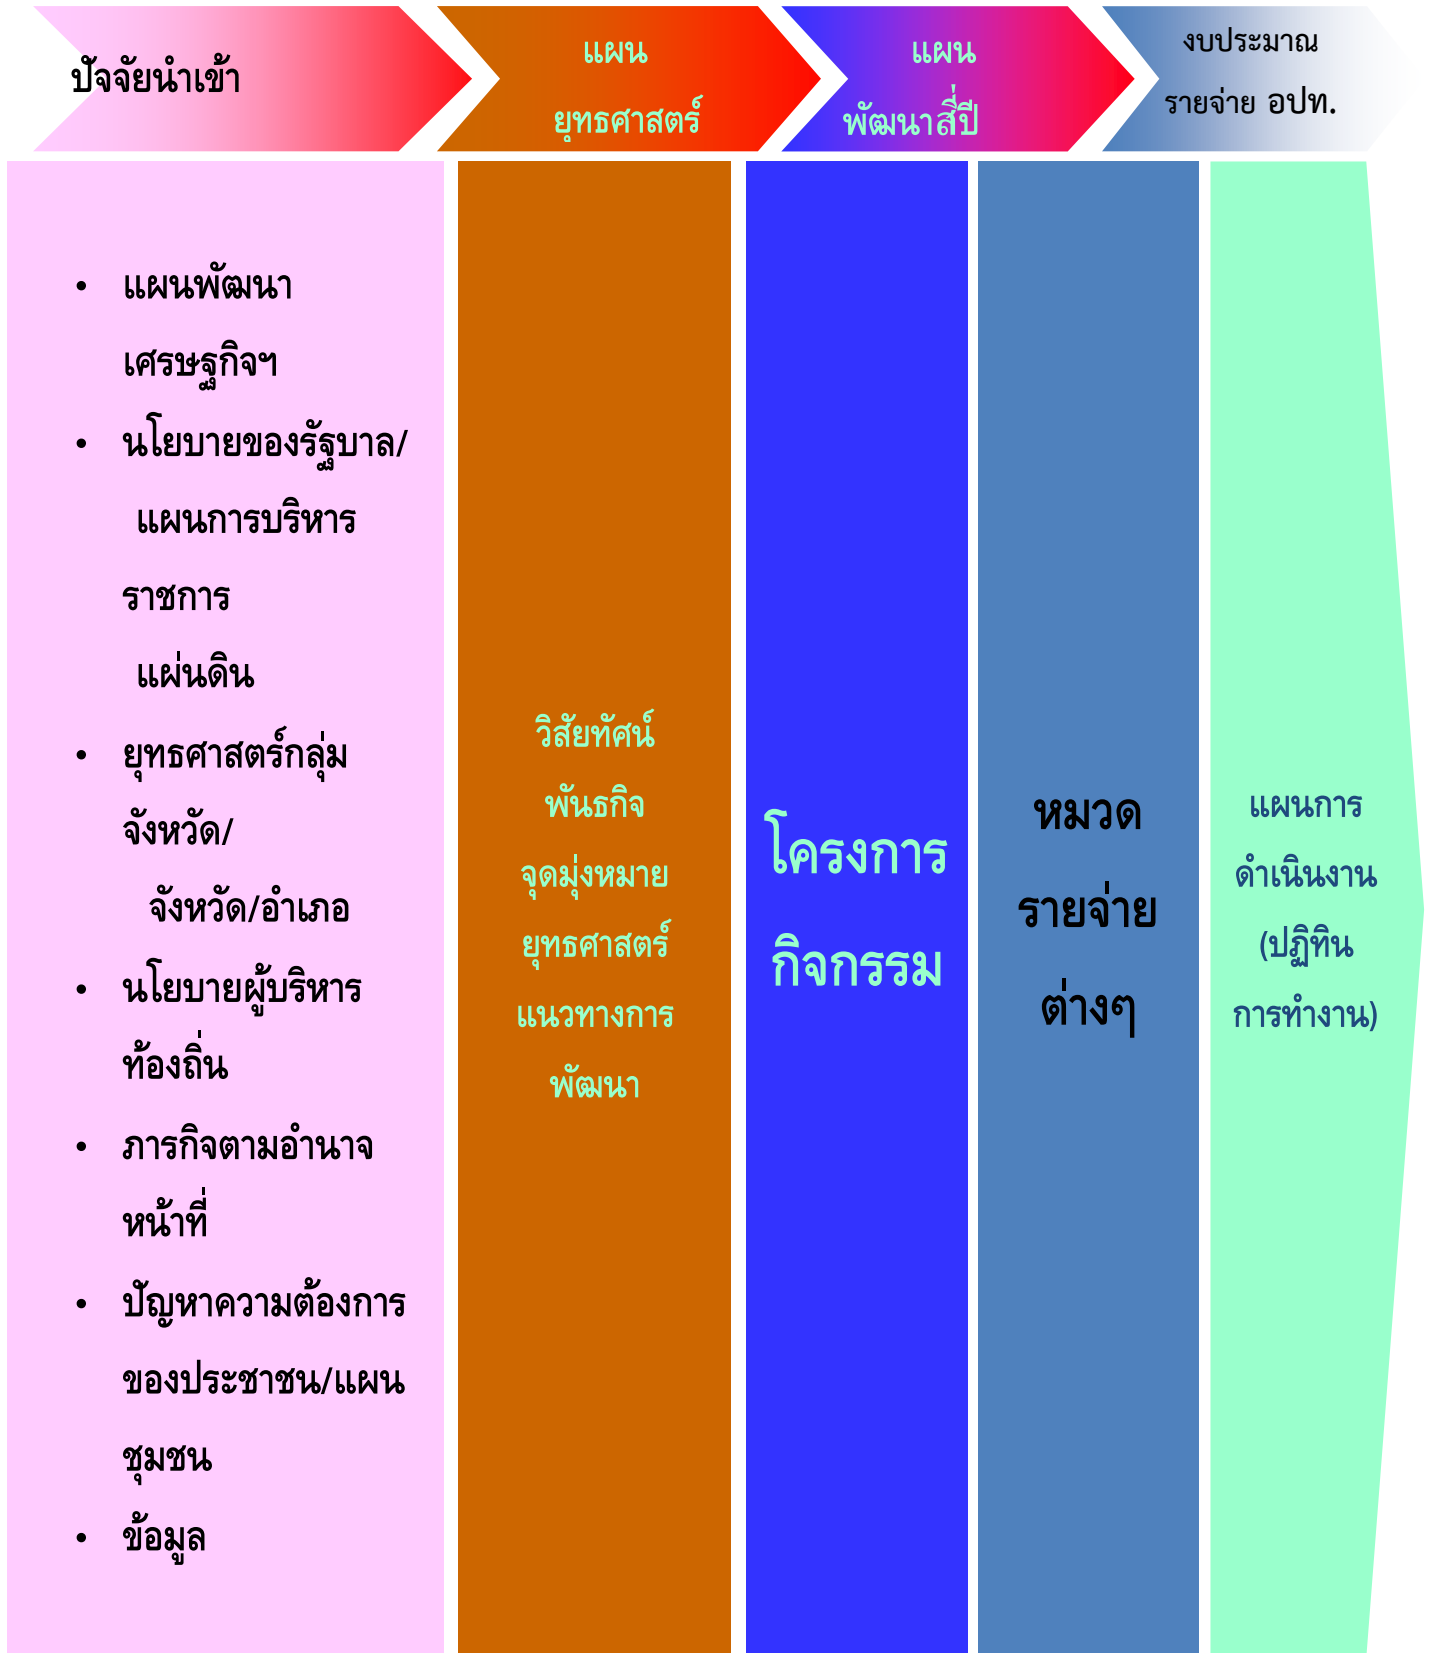 ปัจจัยนำเข้า
แผน
ยุทธศาสตร์
แผน
พัฒนาสี่ปี
งบประมาณ
รายจ่าย อปท.
• แผนพัฒนา
เศรษฐกิจฯ
• นโยบายของรัฐบาล/
แผนการบริหาร
ราชการ
แผ่นดิน
• ยุทธศาสตร์กลุ่ม
จังหวัด/
จังหวัด/อำเภอ
• นโยบายผู้บริหาร
ท้องถิ่น
• ภารกิจตามอำนาจ
หน้าที่
• ปัญหาความต้องการ
ของประชาชน/แผน
ชุมชน
• ข้อมูล
วิสัยทัศน์
พันธกิจ
จุดมุ่งหมาย
ยุทธศาสตร์
แนวทางการ
พัฒนา
โครงการ
กิจกรรม
หมวด
รายจ่าย
ต่างๆ
แผนการ
ดำเนินงาน
(ปฏิทิน
การทำงาน)